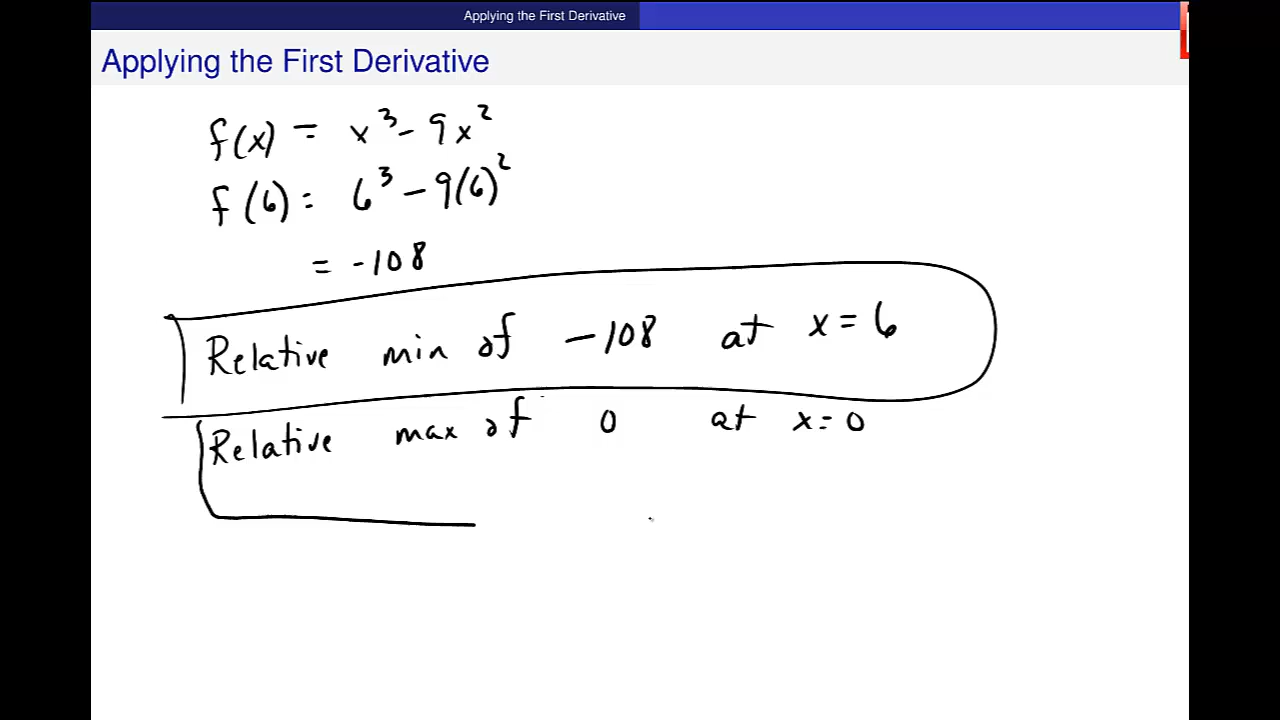 Applying the First Derivative
Applying the First Derivative
f(x) = x³ - 9x²
f(6) = 6³ - 9(6)²
= -108
Relative min of -108 at x = 6
Relative max of 0 at x = 0